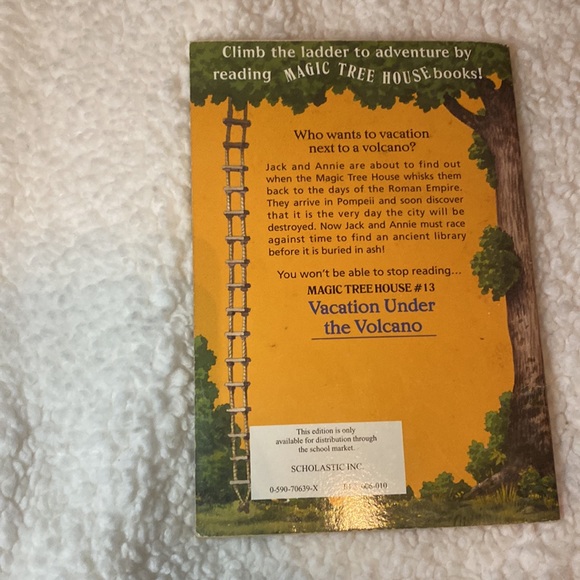 Climb the ladder to adventure by
reading MAGIC TREE HOUSE books!
Who wants to vacation
next to a volcano?
Jack and Annie are about to find out
when the Magic Tree House whisks them
back to the days of the Roman Empire.
They arrive in Pompeii and soon discover
that it is the very day the city will be
destroyed. Now Jack and Annie must race
against time to find an ancient library
before it is buried in ash!
You won't be able to stop reading...
MAGIC TREE HOUSE #13
Vacation Under
the Volcano
This edition is only
available for distribution through
the school market.
SCHOLASTIC INC.
0-590-70639-X